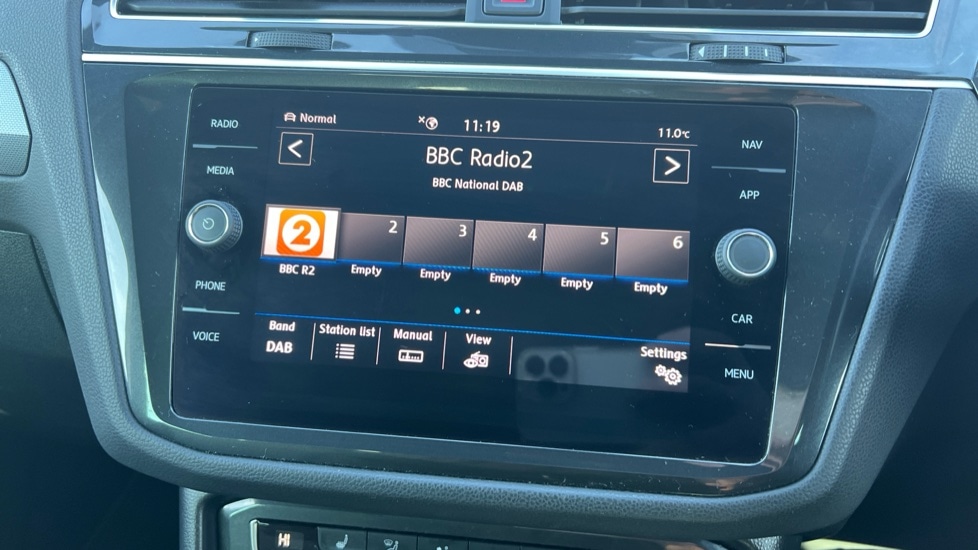 RADIO
MEDIA
PHONE
VOICE
Normal 11:19 11.0°C
< BBC Radio2 >
BBC National DAB
2 2 3 4 5 6
BBC R2 Empty Empty Empty Empty Empty
Band Station list Manual View Settings
DAB
NAV
APP
CAR
MENU
HI